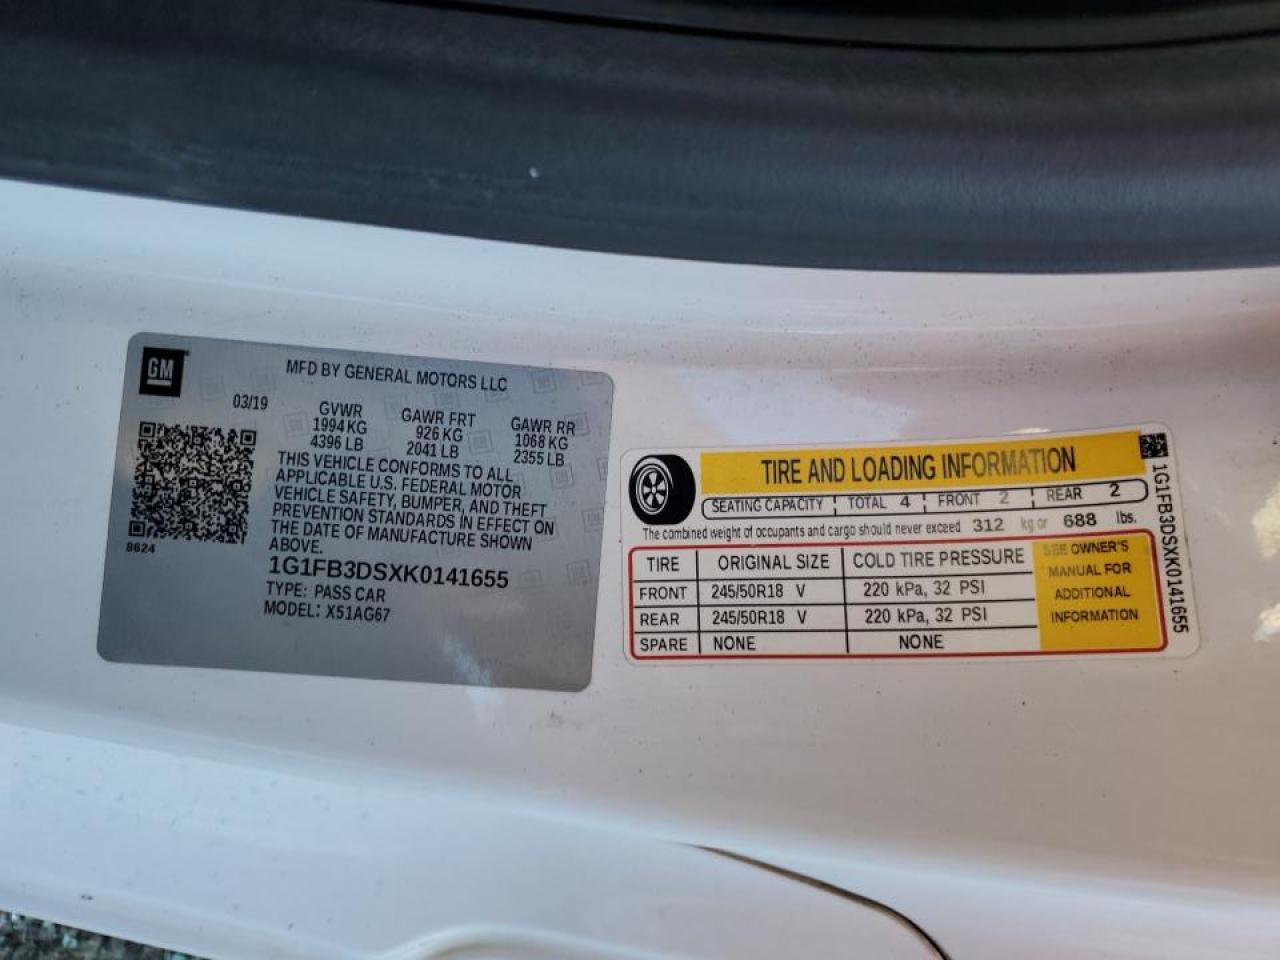 GM
MFD BY GENERAL MOTORS LLC
03/19
GVWR GAWR FRT GAWR RR
1994 KG 926 KG 1068 KG
4396 LB 2041 LB 2355 LB
THIS VEHICLE CONFORMS TO ALL
APPLICABLE U.S. FEDERAL MOTOR
VEHICLE SAFETY, BUMPER, AND THEFT
PREVENTION STANDARDS IN EFFECT ON
THE DATE OF MANUFACTURE SHOWN
ABOVE.
8624
1G1FB3DSXK0141655
TYPE: PASS CAR
MODEL: X51AG67
TIRE AND LOADING INFORMATION
SEATING CAPACITY TOTAL 4 FRONT 2 REAR 2
The combined weight of occupants and cargo should never exceed 312 kg or 688 lbs.
TIRE ORIGINAL SIZE COLD TIRE PRESSURE
FRONT 245/50R18 V 220 kPa, 32 PSI
REAR 245/50R18 V 220 kPa, 32 PSI
SPARE NONE NONE
SEE OWNER'S
MANUAL FOR
ADDITIONAL
INFORMATION
1G1FB3DSXK0141655